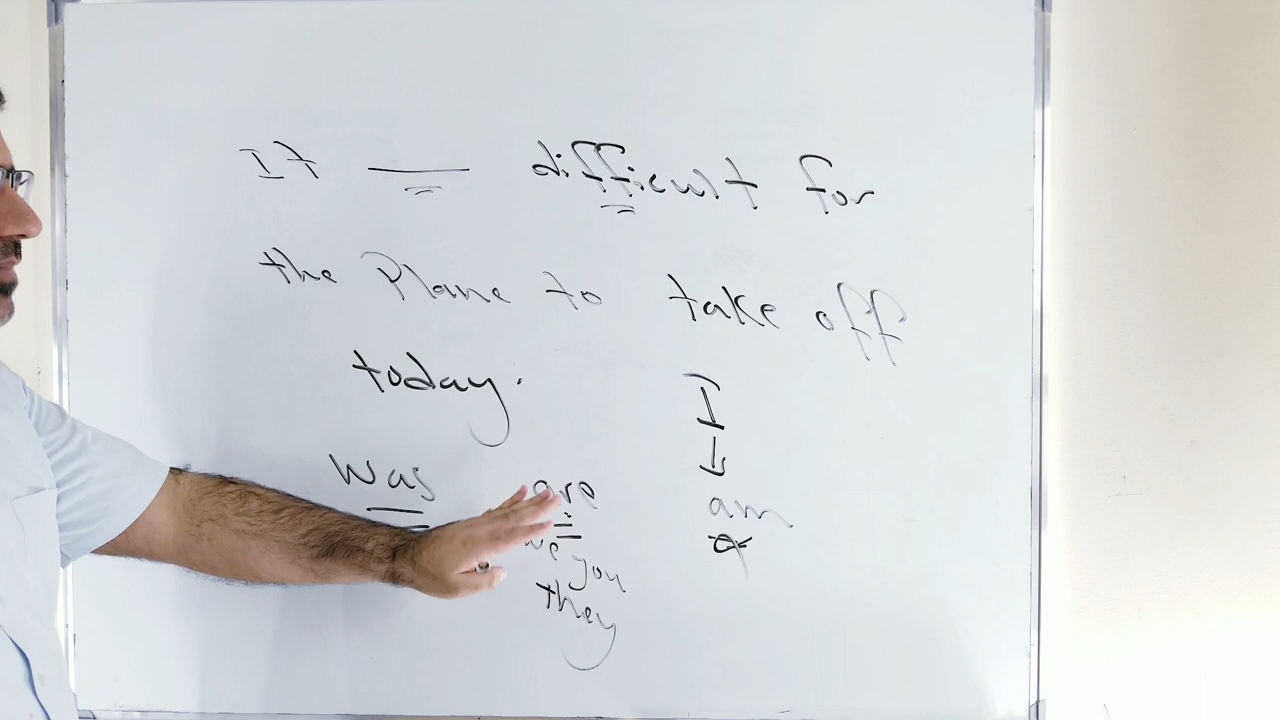 It ___ difficult for
the Plane to take off
today.
I
was are am
we you
they